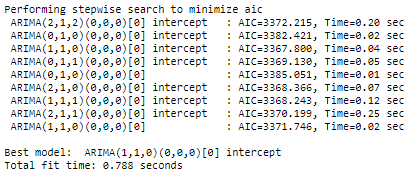 Performing stepwise search to minimize aic
ARIMA(2,1,2)(0,0,0)[0] intercept : AIC=3372.215, Time=0.20 sec
ARIMA(0,1,0)(0,0,0)[0] intercept : AIC=3382.421, Time=0.02 sec
ARIMA(1,1,0)(0,0,0)[0] intercept : AIC=3367.800, Time=0.04 sec
ARIMA(0,1,1)(0,0,0)[0] intercept : AIC=3369.130, Time=0.05 sec
ARIMA(0,1,0)(0,0,0)[0] : AIC=3385.051, Time=0.01 sec
ARIMA(2,1,0)(0,0,0)[0] intercept : AIC=3368.366, Time=0.07 sec
ARIMA(1,1,1)(0,0,0)[0] intercept : AIC=3368.243, Time=0.12 sec
ARIMA(2,1,1)(0,0,0)[0] intercept : AIC=3370.199, Time=0.25 sec
ARIMA(1,1,0)(0,0,0)[0] : AIC=3371.746, Time=0.02 sec
Best model: ARIMA(1,1,0)(0,0,0)[0] intercept
Total fit time: 0.788 seconds